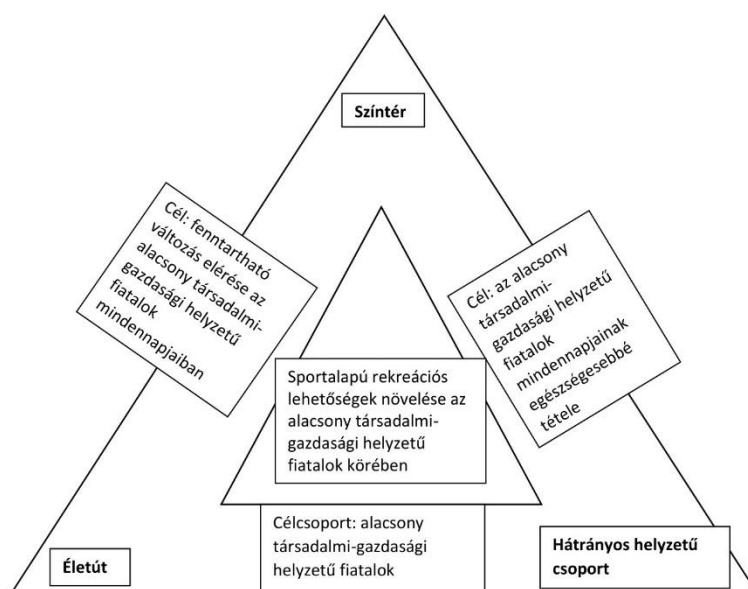 Színtér
Cél: fenntartható
változás elérése az
alacsony társadalmi-
gazdasági helyzetű
fiatalok
mindennapjaiban
Cél: az alacsony
társadalmi-
gazdasági helyzetű
fiatalok
mindennapjainak
egészségesebbé
tétele
Sportalapú rekreációs
lehetőségek növelése az
alacsony társadalmi-
gazdasági helyzetű
fiatalok körében
Célcsoport: alacsony
társadalmi-gazdasági
helyzetű fiatalok
Életút
Hátrányos helyzetű
csoport